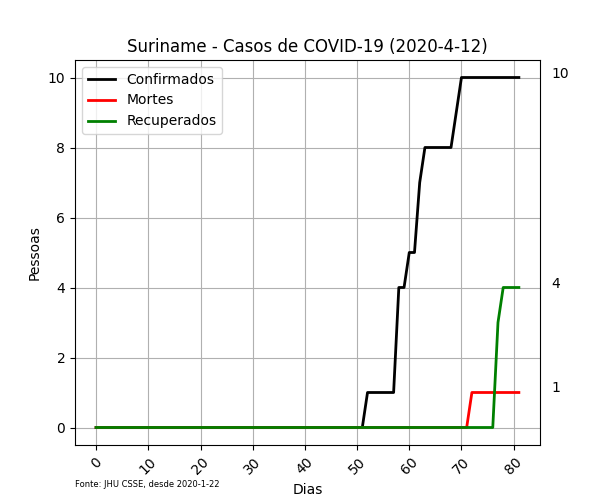 Suriname - Casos de COVID-19 (2020-4-12)
Confirmados
Mortes
Recuperados
Pessoas
10
8
6
4
2
0
10
4
1
0 10 20 30 40 50 60 70 80
Dias
Fonte: JHU CSSE, desde 2020-1-22